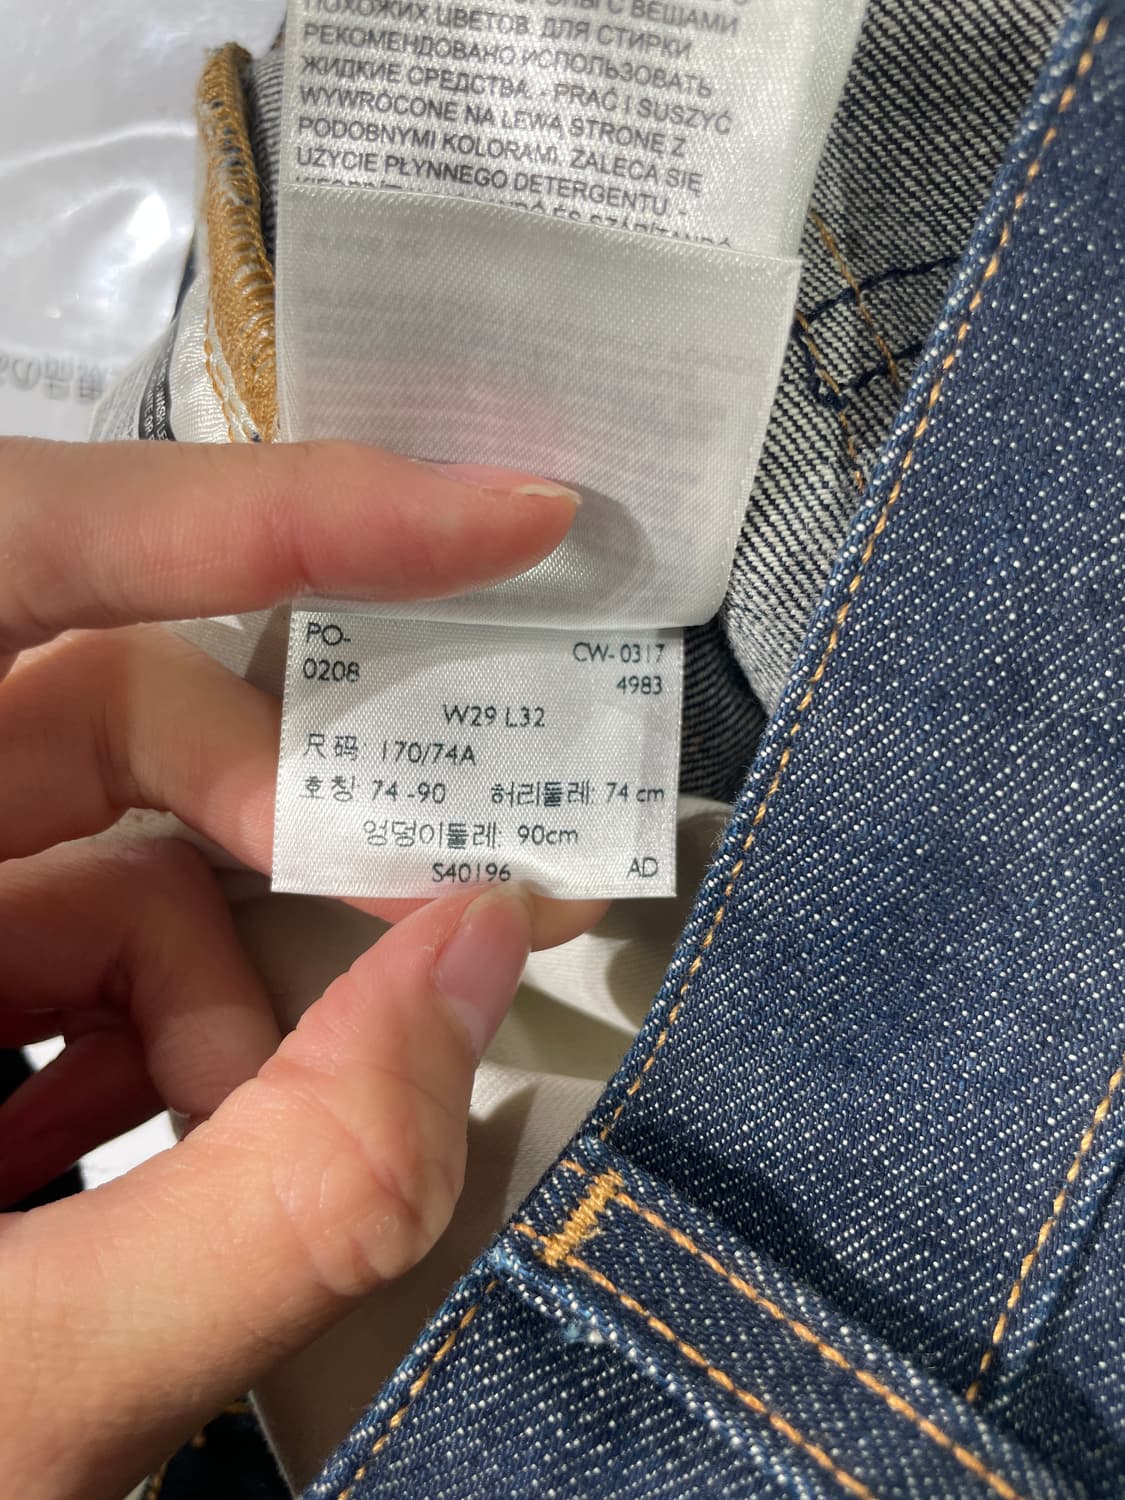 С ВЕЩАМИ
ПОХОЖИХ ЦВЕТОВ. ДЛЯ СТИРКИ
РЕКОМЕНДОВАНО ИСПОЛЬЗОВАТЬ
ЖИДКИЕ СРЕДСТВА. - PRAĆ I SUSZYĆ
WYWRÓCONE NA LEWĄ STRONĘ Z
PODOBNYMI KOLORAMI. ZALECA SIĘ
UŻYCIE PŁYNNEGO DETERGENTU. -
PO-
0208
CW- 0317
4983
W29 L32
尺码: 170/74A
호칭 74 -90 허리둘레: 74 cm
엉덩이둘레: 90cm
S40196 AD